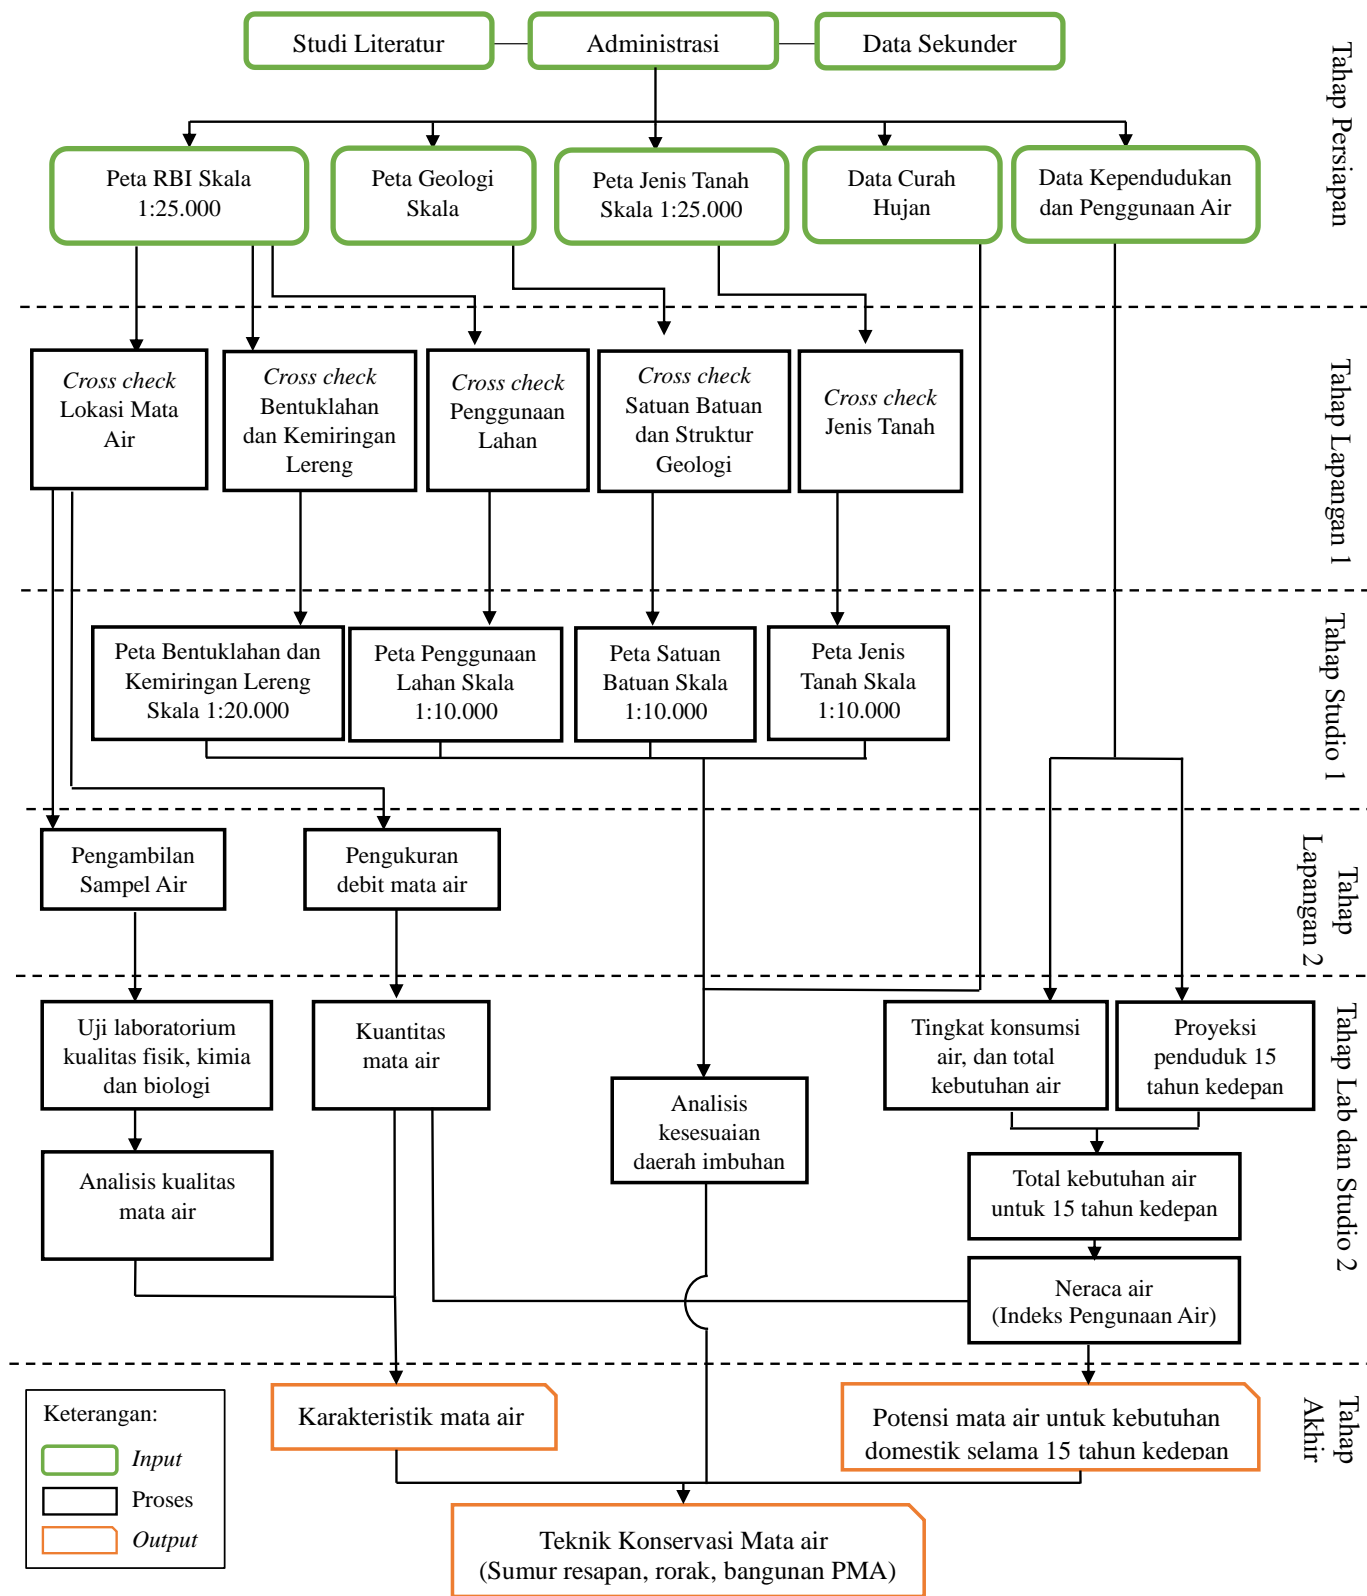 Studi Literatur
Administrasi
Data Sekunder
Tahap Persiapan
Peta RBI Skala
1:25.000
Peta Geologi
Skala
Peta Jenis Tanah
Skala 1:25.000
Data Curah
Hujan
Data Kependudukan
dan Penggunaan Air
Tahap Lapangan 1
Cross check
Lokasi Mata
Air
Cross check
Bentuklahan
dan Kemiringan
Lereng
Cross check
Penggunaan
Lahan
Cross check
Satuan Batuan
dan Struktur
Geologi
Cross check
Jenis Tanah
Tahap Studio 1
Peta Bentuklahan dan
Kemiringan Lereng
Skala 1:20.000
Peta Penggunaan
Lahan Skala
1:10.000
Peta Satuan
Batuan Skala
1:10.000
Peta Jenis
Tanah Skala
1:10.000
Tahap
Lapangan 2
Pengambilan
Sampel Air
Pengukuran
debit mata air
Tahap Lab dan Studio 2
Uji laboratorium
kualitas fisik, kimia
dan biologi
Kuantitas
mata air
Analisis
kesesuaian
daerah imbuhan
Tingkat konsumsi
air, dan total
kebutuhan air
Proyeksi
penduduk 15
tahun kedepan
Analisis kualitas
mata air
Total kebutuhan air
untuk 15 tahun kedepan
Neraca air
(Indeks Pengunaan Air)
Tahap
Akhir
Karakteristik mata air
Potensi mata air untuk kebutuhan
domestik selama 15 tahun kedepan
Teknik Konservasi Mata air
(Sumur resapan, rorak, bangunan PMA)
Keterangan:
Input
Proses
Output